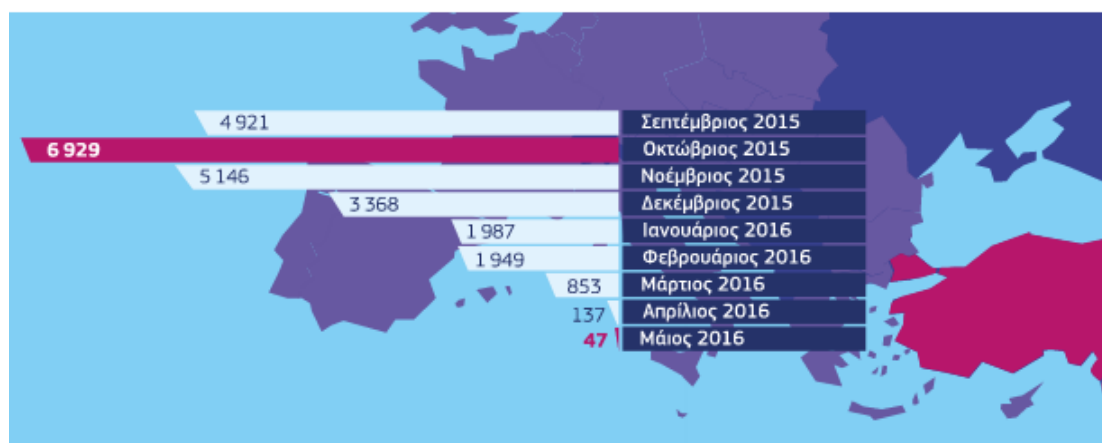 4 921 Σεπτέμβριος 2015
6 929 Οκτώβριος 2015
5 146 Νοέμβριος 2015
3 368 Δεκέμβριος 2015
1 987 Ιανουάριος 2016
1 949 Φεβρουάριος 2016
853 Μάρτιος 2016
137 Απρίλιος 2016
47 Μάιος 2016